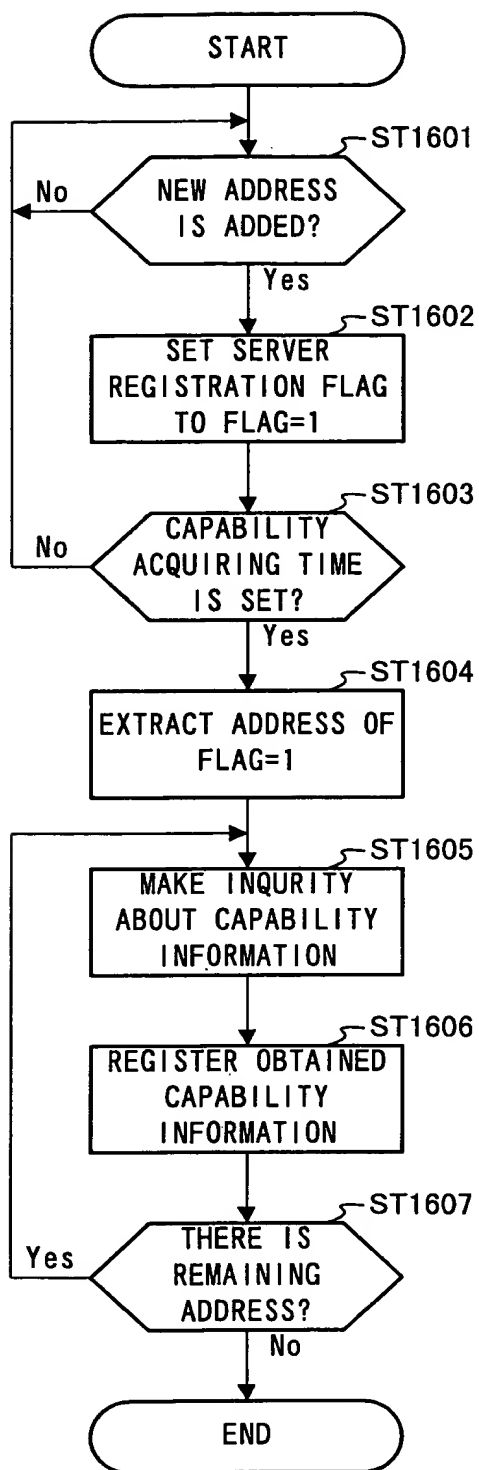 START
ST1601
NEW ADDRESS
IS ADDED?
No
Yes
ST1602
SET SERVER
REGISTRATION FLAG
TO FLAG=1
ST1603
CAPABILITY
ACQUIRING TIME
IS SET?
No
Yes
ST1604
EXTRACT ADDRESS OF
FLAG=1
ST1605
MAKE INQURITY
ABOUT CAPABILITY
INFORMATION
ST1606
REGISTER OBTAINED
CAPABILITY
INFORMATION
ST1607
THERE IS
REMAINING
ADDRESS?
Yes
No
END